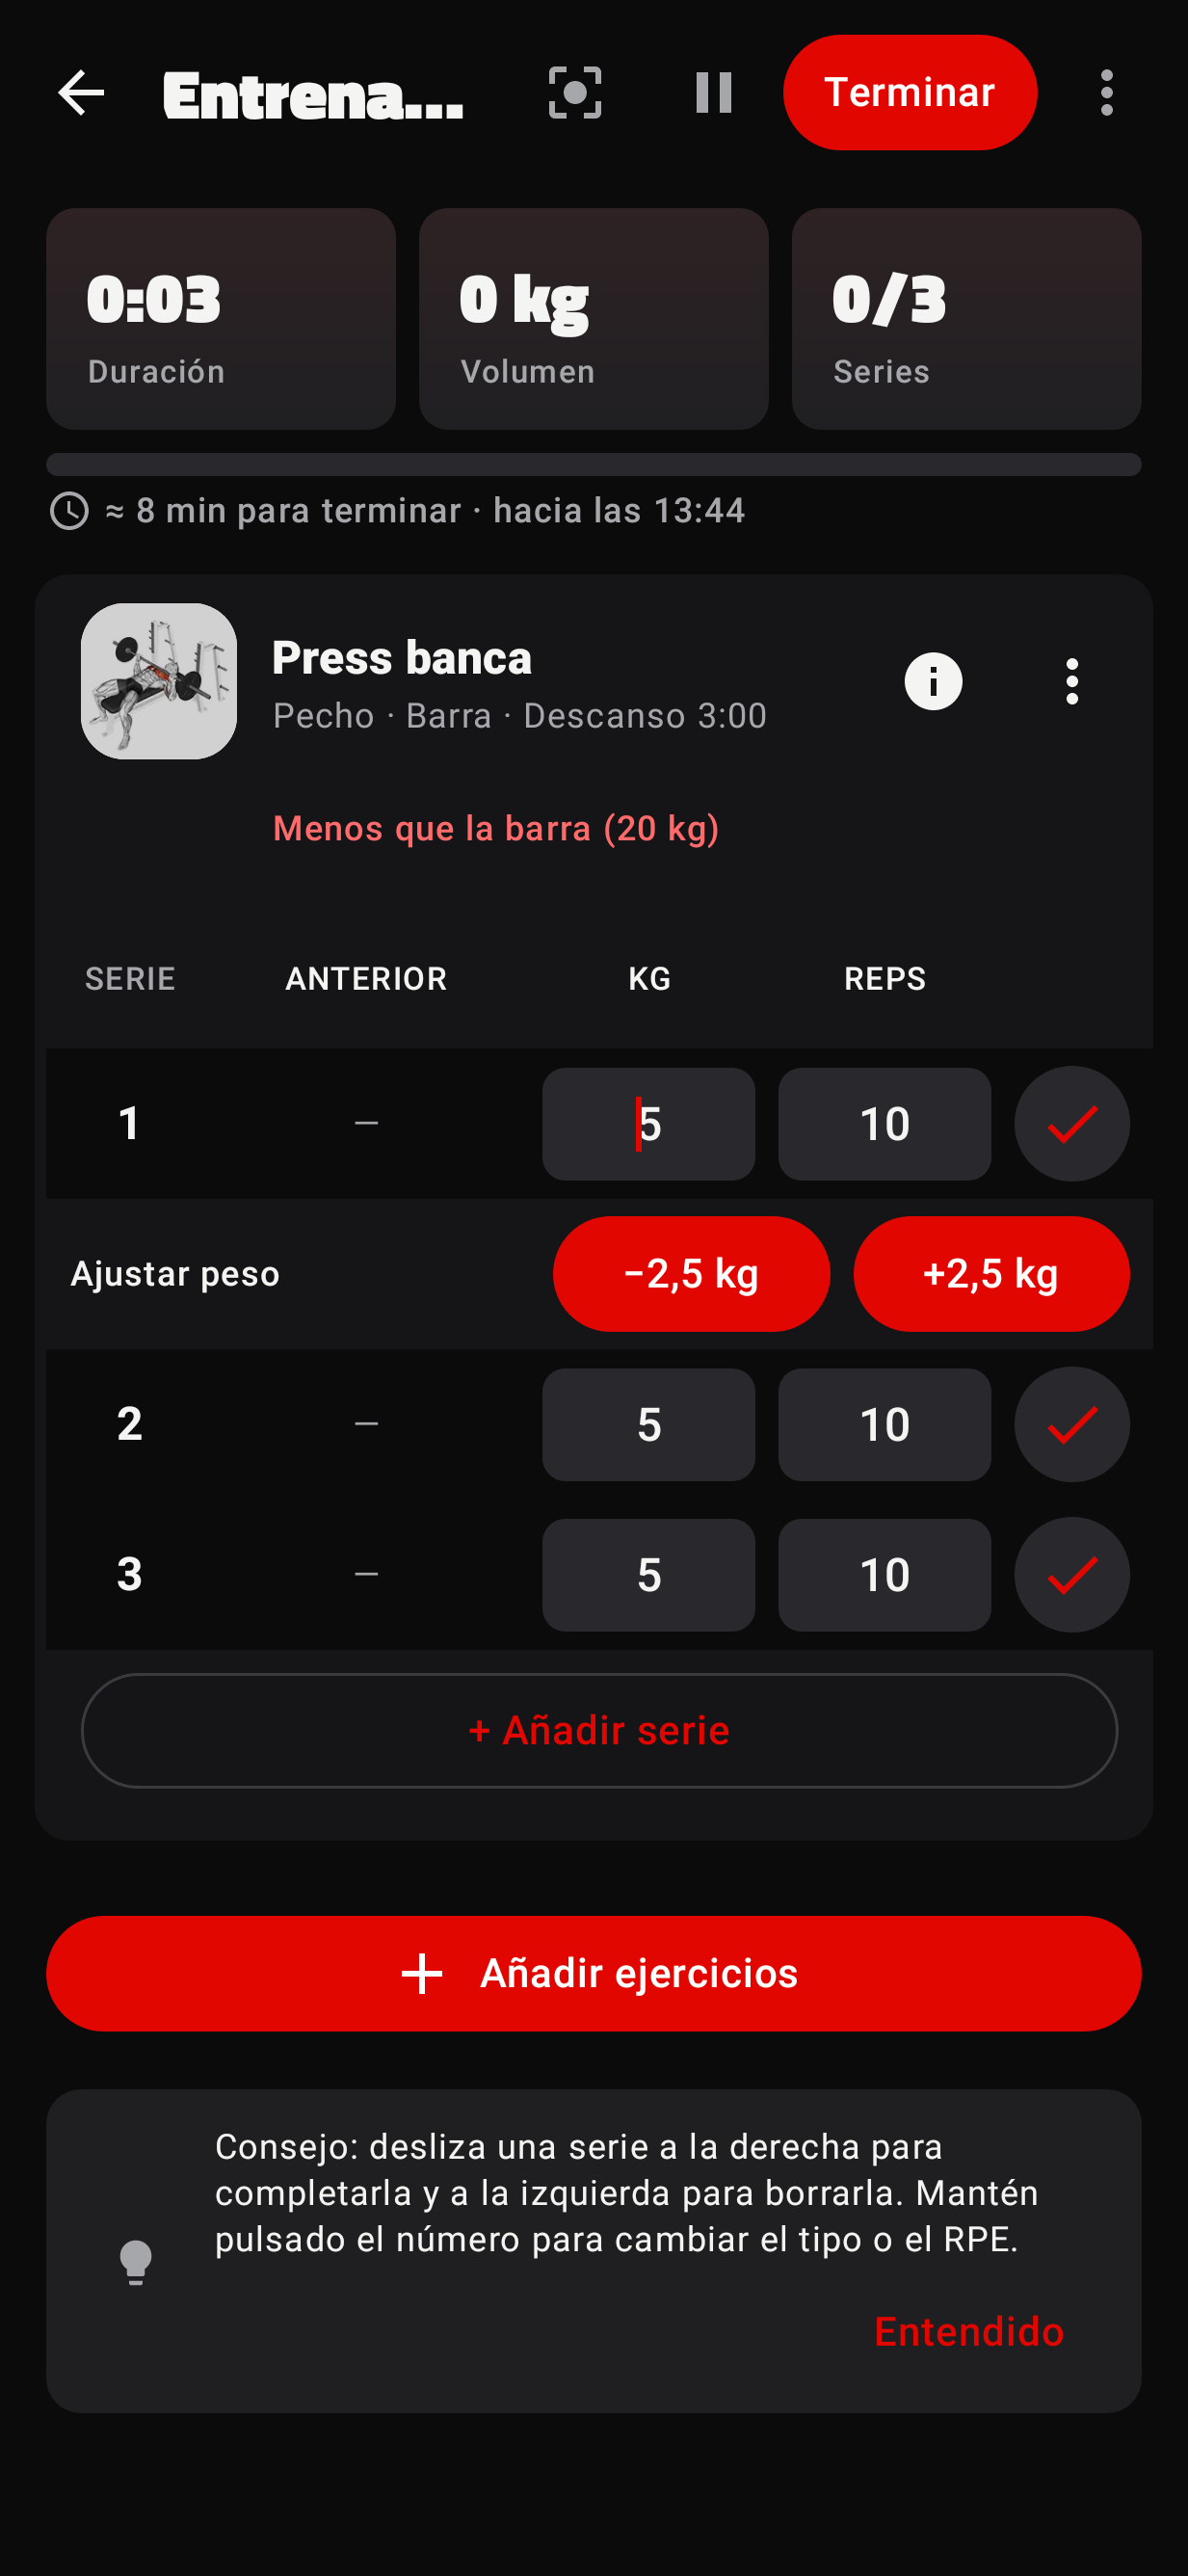 Entrena...
Terminar
0:03
Duración
0 kg
Volumen
0/3
Series
≈ 8 min para terminar · hacia las 13:44
Press banca
Pecho · Barra · Descanso 3:00
Menos que la barra (20 kg)
SERIE ANTERIOR KG REPS
1 — 5 10
Ajustar peso −2,5 kg +2,5 kg
2 — 5 10
3 — 5 10
+ Añadir serie
Añadir ejercicios
Consejo: desliza una serie a la derecha para
completarla y a la izquierda para borrarla. Mantén
pulsado el número para cambiar el tipo o el RPE.
Entendido